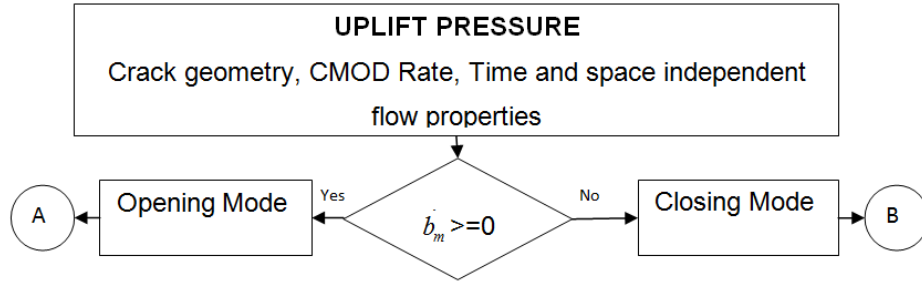 UPLIFT PRESSURE
Crack geometry, CMOD Rate, Time and space independent
flow properties
A
Opening Mode
Yes
ḃₘ >=0
No
Closing Mode
B